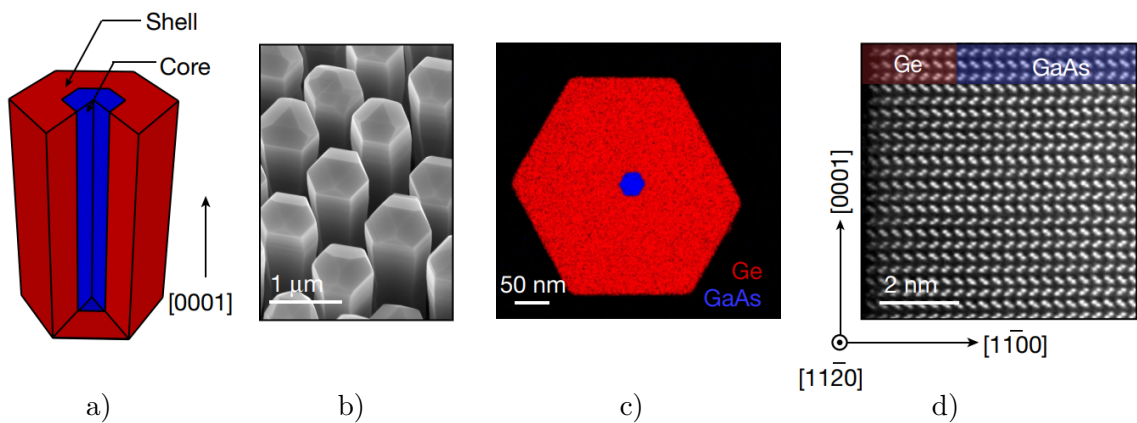 Shell
Core
[0001]
a)
1 μm
b)
Ge
GaAs
50 nm
c)
Ge
GaAs
[0001]
2 nm
[11̅00]
[112̅0]
d)